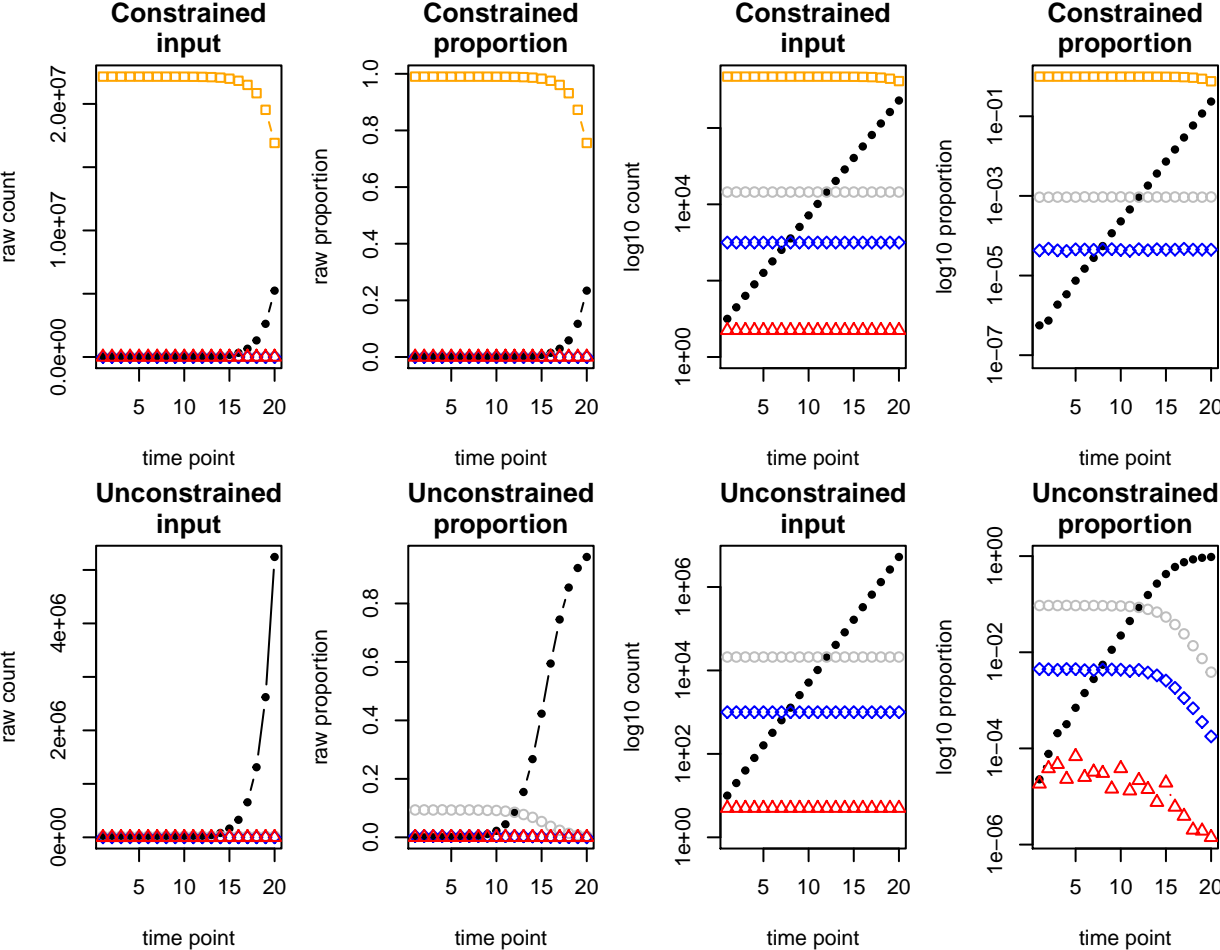 Constrained
input
raw count
0.0e+00
1.0e+07
2.0e+07
5 10 15 20
time point
Constrained
proportion
raw proportion
0.0
0.2
0.4
0.6
0.8
1.0
5 10 15 20
time point
Constrained
input
log10 count
1e+00
1e+04
5 10 15 20
time point
Constrained
proportion
log10 proportion
1e-07
1e-05
1e-03
1e-01
5 10 15 20
time point
Unconstrained
input
raw count
0e+00
2e+06
4e+06
5 10 15 20
time point
Unconstrained
proportion
raw proportion
0.0
0.2
0.4
0.6
0.8
5 10 15 20
time point
Unconstrained
input
log10 count
1e+00
1e+02
1e+04
1e+06
5 10 15 20
time point
Unconstrained
proportion
log10 proportion
1e-06
1e-04
1e-02
1e+00
5 10 15 20
time point